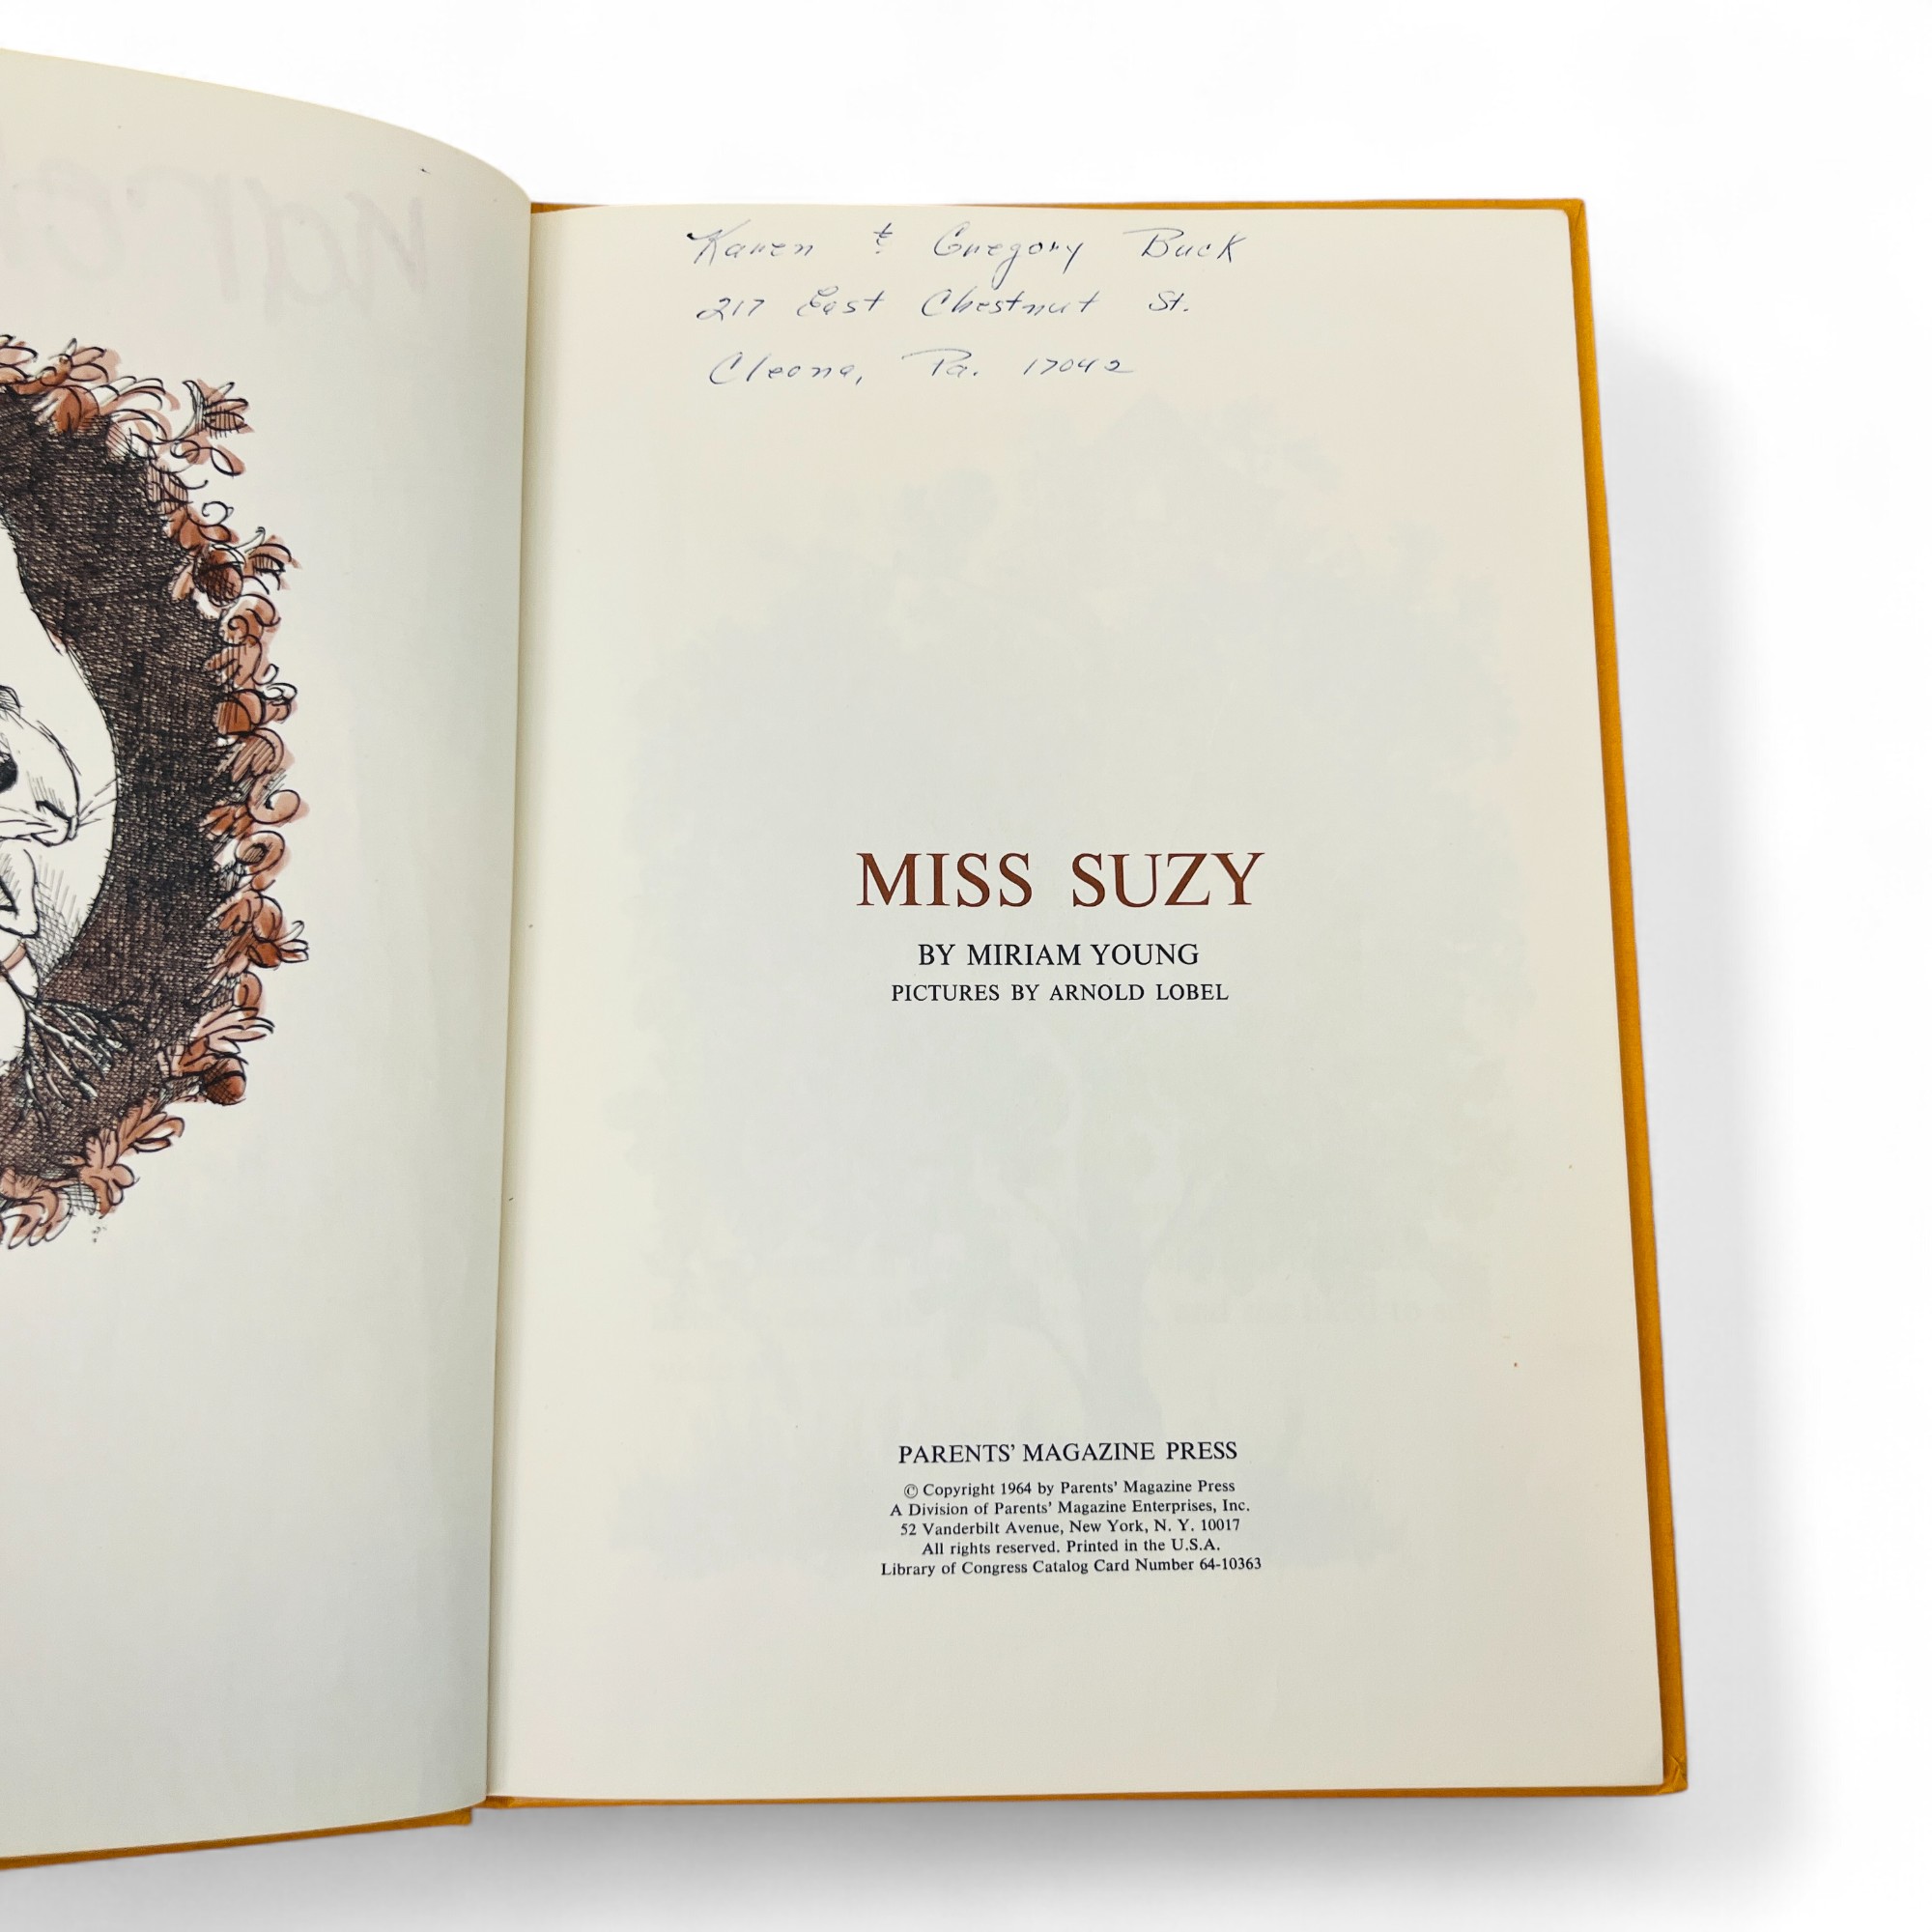 Karen & Gregory Buck
217 East Chestnut St.
Cleona, Pa. 17042
MISS SUZY
BY MIRIAM YOUNG
PICTURES BY ARNOLD LOBEL
PARENTS' MAGAZINE PRESS
© Copyright 1964 by Parents' Magazine Press
A Division of Parents' Magazine Enterprises, Inc.
52 Vanderbilt Avenue, New York, N. Y. 10017
All rights reserved. Printed in the U.S.A.
Library of Congress Catalog Card Number 64-10363